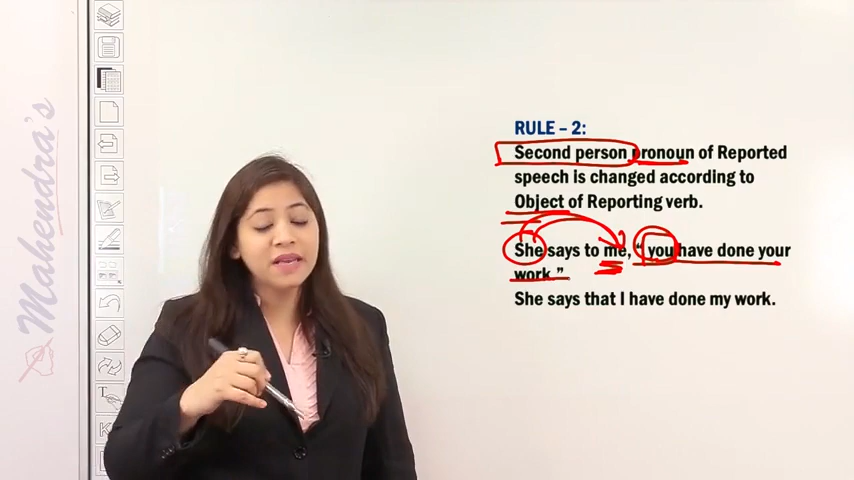 Mahendra's
RULE – 2:
Second person pronoun of Reported
speech is changed according to
Object of Reporting verb.
She says to me, “ you have done your
work.”
She says that I have done my work.
T
K